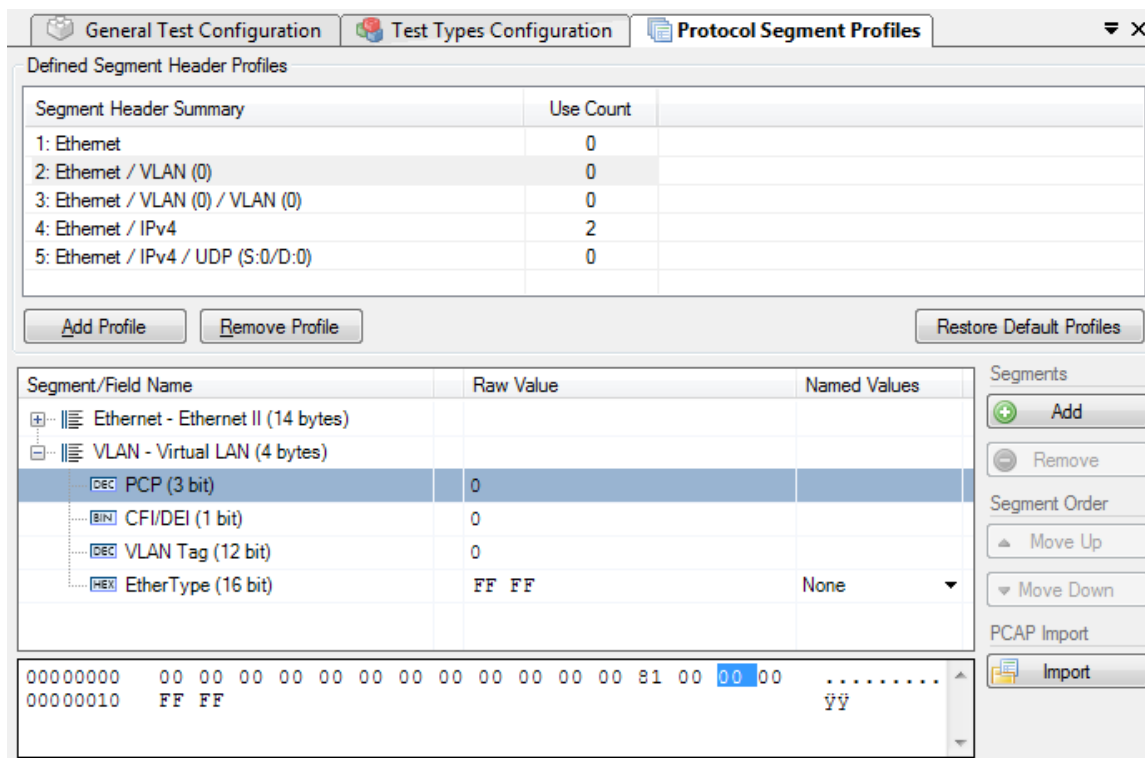 General Test Configuration Test Types Configuration Protocol Segment Profiles
Defined Segment Header Profiles
Segment Header Summary Use Count
1: Ethernet 0
2: Ethernet / VLAN (0) 0
3: Ethernet / VLAN (0) / VLAN (0) 0
4: Ethernet / IPv4 2
5: Ethernet / IPv4 / UDP (S:0/D:0) 0
Add Profile Remove Profile Restore Default Profiles
Segment/Field Name Raw Value Named Values Segments
Ethernet - Ethernet II (14 bytes) Add
VLAN - Virtual LAN (4 bytes) Remove
DEC PCP (3 bit) 0 Segment Order
BIN CFI/DEI (1 bit) 0 Move Up
DEC VLAN Tag (12 bit) 0
HEX EtherType (16 bit) FF FF None Move Down
PCAP Import
00000000 00 00 00 00 00 00 00 00 00 00 00 00 81 00 00 00 ......... Import
00000010 FF FF ÿÿ